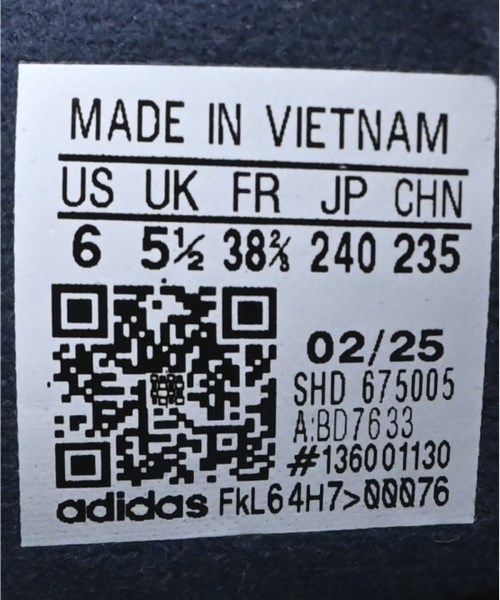 MADE IN VIETNAM
US UK FR JP CHN
6 5½ 38⅔ 240 235
02/25
SHD 675005
A:BD7633
#136001130
adidas FkL64H7>00076